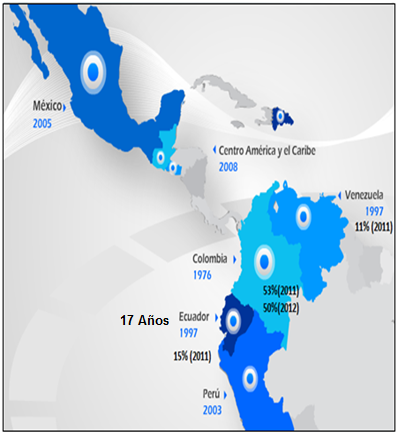 México
2005
Centro América y el Caribe
2008
Venezuela
1997
11% (2011)
Colombia
1976
53%(2011)
50%(2012)
17 Años
Ecuador
1997
15% (2011)
Perú
2003